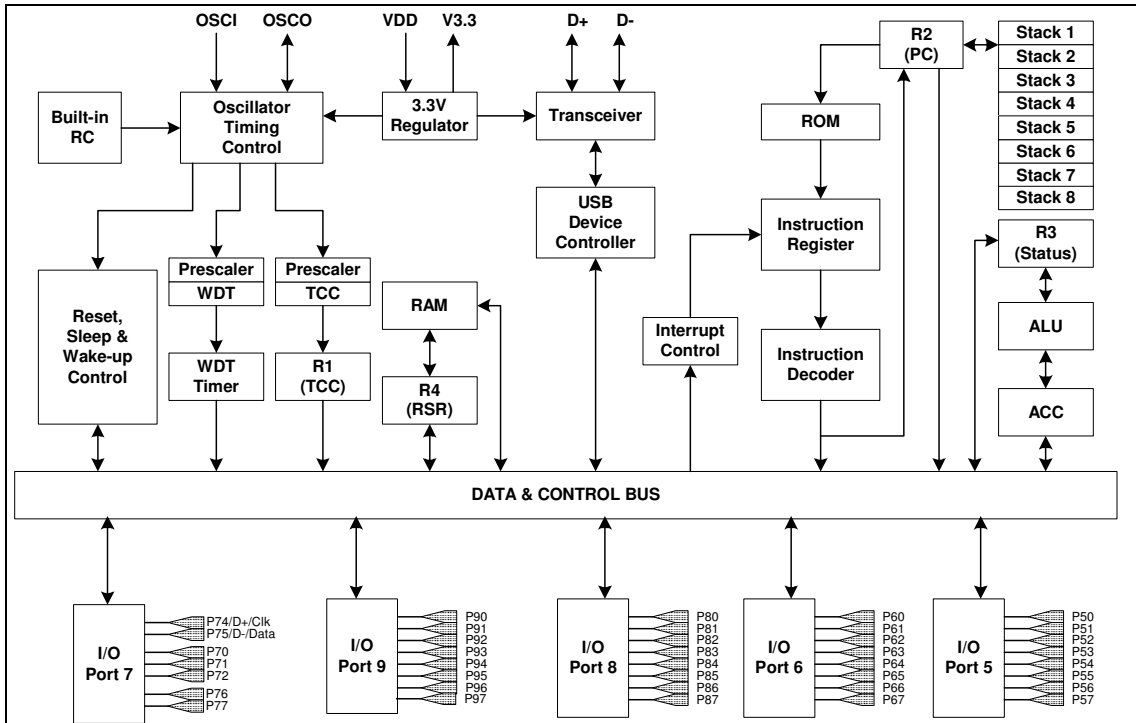 OSCI
OSCO
VDD
V3.3
D+
D-
Built-in
RC
Oscillator
Timing
Control
3.3V
Regulator
Transceiver
R2
(PC)
Stack 1
Stack 2
Stack 3
Stack 4
Stack 5
Stack 6
Stack 7
Stack 8
ROM
USB
Device
Controller
Instruction
Register
R3
(Status)
Reset,
Sleep &
Wake-up
Control
Prescaler
WDT
Prescaler
TCC
RAM
Interrupt
Control
Instruction
Decoder
ALU
WDT
Timer
R1
(TCC)
R4
(RSR)
ACC
DATA & CONTROL BUS
I/O
Port 7
P74/D+/Clk
P75/D-/Data
P70
P71
P72
P76
P77
I/O
Port 9
P90
P91
P92
P93
P94
P95
P96
P97
I/O
Port 8
P80
P81
P82
P83
P84
P85
P86
P87
I/O
Port 6
P60
P61
P62
P63
P64
P65
P66
P67
I/O
Port 5
P50
P51
P52
P53
P54
P55
P56
P57